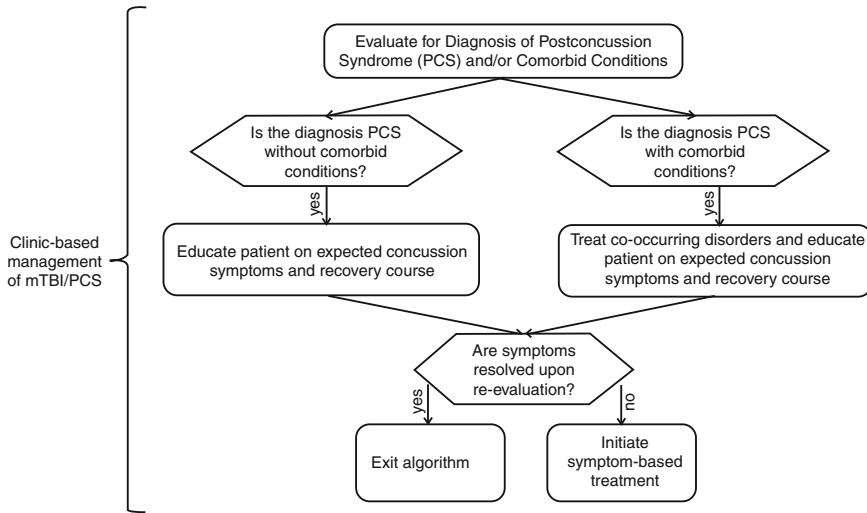 Evaluate for Diagnosis of Postconcussion
Syndrome (PCS) and/or Comorbid Conditions
Is the diagnosis PCS
without comorbid
conditions?
Is the diagnosis PCS
with comorbid
conditions?
yes
yes
Clinic-based
management
of mTBI/PCS
Educate patient on expected concussion
symptoms and recovery course
Treat co-occurring disorders and educate
patient on expected concussion
symptoms and recovery course
Are symptoms
resolved upon
re-evaluation?
yes
no
Exit algorithm
Initiate
symptom-based
treatment